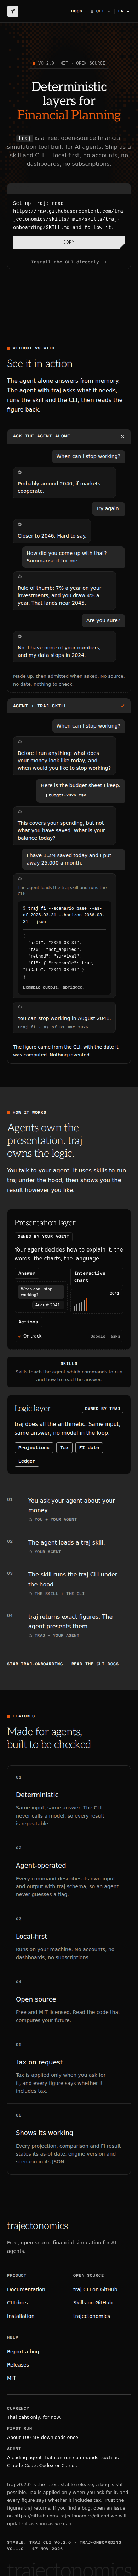 DOCS
CLI
EN
V0.2.0 · MIT · OPEN SOURCE
Deterministic
layers for
Financial Planning
traj is a free, open-source financial
simulation tool built for AI agents. Ship as a
skill and CLI — local-first, no accounts, no
dashboards, no subscriptions.
Set up traj: read
https://raw.githubusercontent.com/tra
jectonomics/skills/main/skills/traj-
onboarding/SKILL.md and follow it.
COPY
Install the CLI directly →
WITHOUT VS WITH
See it in action
The agent alone answers from memory.
The agent with traj asks what it needs,
runs the skill and the CLI, then reads the
figure back.
ASK THE AGENT ALONE
When can I stop working?
Probably around 2040, if markets
cooperate.
Try again.
Closer to 2046. Hard to say.
How did you come up with that?
Summarise it for me.
Rule of thumb: 7% a year on your
investments, and you draw 4% a
year. That lands near 2045.
Are you sure?
No. I have none of your numbers,
and my data stops in 2024.
Made up, then admitted when asked. No source,
no date, nothing to check.
AGENT + TRAJ SKILL
When can I stop working?
Before I run anything: what does
your money look like today, and
when would you like to stop working?
Here is the budget sheet I keep.
budget-2026.csv
This covers your spending, but not
what you have saved. What is your
balance today?
I have 1.2M saved today and I put
away 25,000 a month.
The agent loads the traj skill and runs the
CLI:
$ traj fi --scenario base --as-
of 2026-03-31 --horizon 2066-03-
31 --json
{
"asOf": "2026-03-31",
"tax": "not_applied",
"method": "survival",
"fi": { "reachable": true,
"fiDate": "2041-08-01" }
}
Example output, abridged.
You can stop working in August 2041.
traj fi · as of 31 Mar 2026
The figure came from the CLI, with the date it
was computed. Nothing invented.
HOW IT WORKS
Agents own the
presentation. traj
owns the logic.
You talk to your agent. It uses skills to run
traj under the hood, then shows you the
result however you like.
Presentation layer
OWNED BY YOUR AGENT
Your agent decides how to explain it: the
words, the charts, the language.
Answer
When can I stop
working?
August 2041.
Interactive
chart
2041
Actions
On track
Google Tasks
SKILLS
Skills teach the agent which commands to run
and how to read the answer.
Logic layer
OWNED BY TRAJ
traj does all the arithmetic. Same input,
same answer, no model in the loop.
Projections
Tax
FI date
Ledger
01
You ask your agent about your
money.
YOU → YOUR AGENT
02
The agent loads a traj skill.
YOUR AGENT
03
The skill runs the traj CLI under
the hood.
THE SKILL → THE CLI
04
traj returns exact figures. The
agent presents them.
TRAJ → YOUR AGENT
STAR TRAJ-ONBOARDING
READ THE CLI DOCS
FEATURES
Made for agents,
built to be checked
01
Deterministic
Same input, same answer. The CLI
never calls a model, so every result
is repeatable.
02
Agent-operated
Every command describes its own input
and output with traj schema, so an agent
never guesses a flag.
03
Local-first
Runs on your machine. No accounts, no
dashboards, no subscriptions.
04
Open source
Free and MIT licensed. Read the code that
computes your future.
05
Tax on request
Tax is applied only when you ask for
it, and every figure says whether it
includes tax.
06
Shows its working
Every projection, comparison and FI result
states its as-of date, engine version and
scenario in its JSON.
trajectonomics
Free, open-source financial simulation for AI
agents.
PRODUCT
Documentation
CLI docs
Installation
OPEN SOURCE
traj CLI on GitHub
Skills on GitHub
trajectonomics
HELP
Report a bug
Releases
MIT
CURRENCY
Thai baht only, for now.
FIRST RUN
About 100 MB downloads once.
AGENT
A coding agent that can run commands, such as
Claude Code, Codex or Cursor.
traj v0.2.0 is the latest stable release; a bug is still
possible. Tax is applied only when you ask for it, and
every figure says whether it includes tax. Trust the
figures traj returns. If you find a bug, open an issue
on https://github.com/trajectonomics/cli and we will
update it as soon as we can.
STABLE: TRAJ CLI V0.2.0 · TRAJ-ONBOARDING
trajectonomics